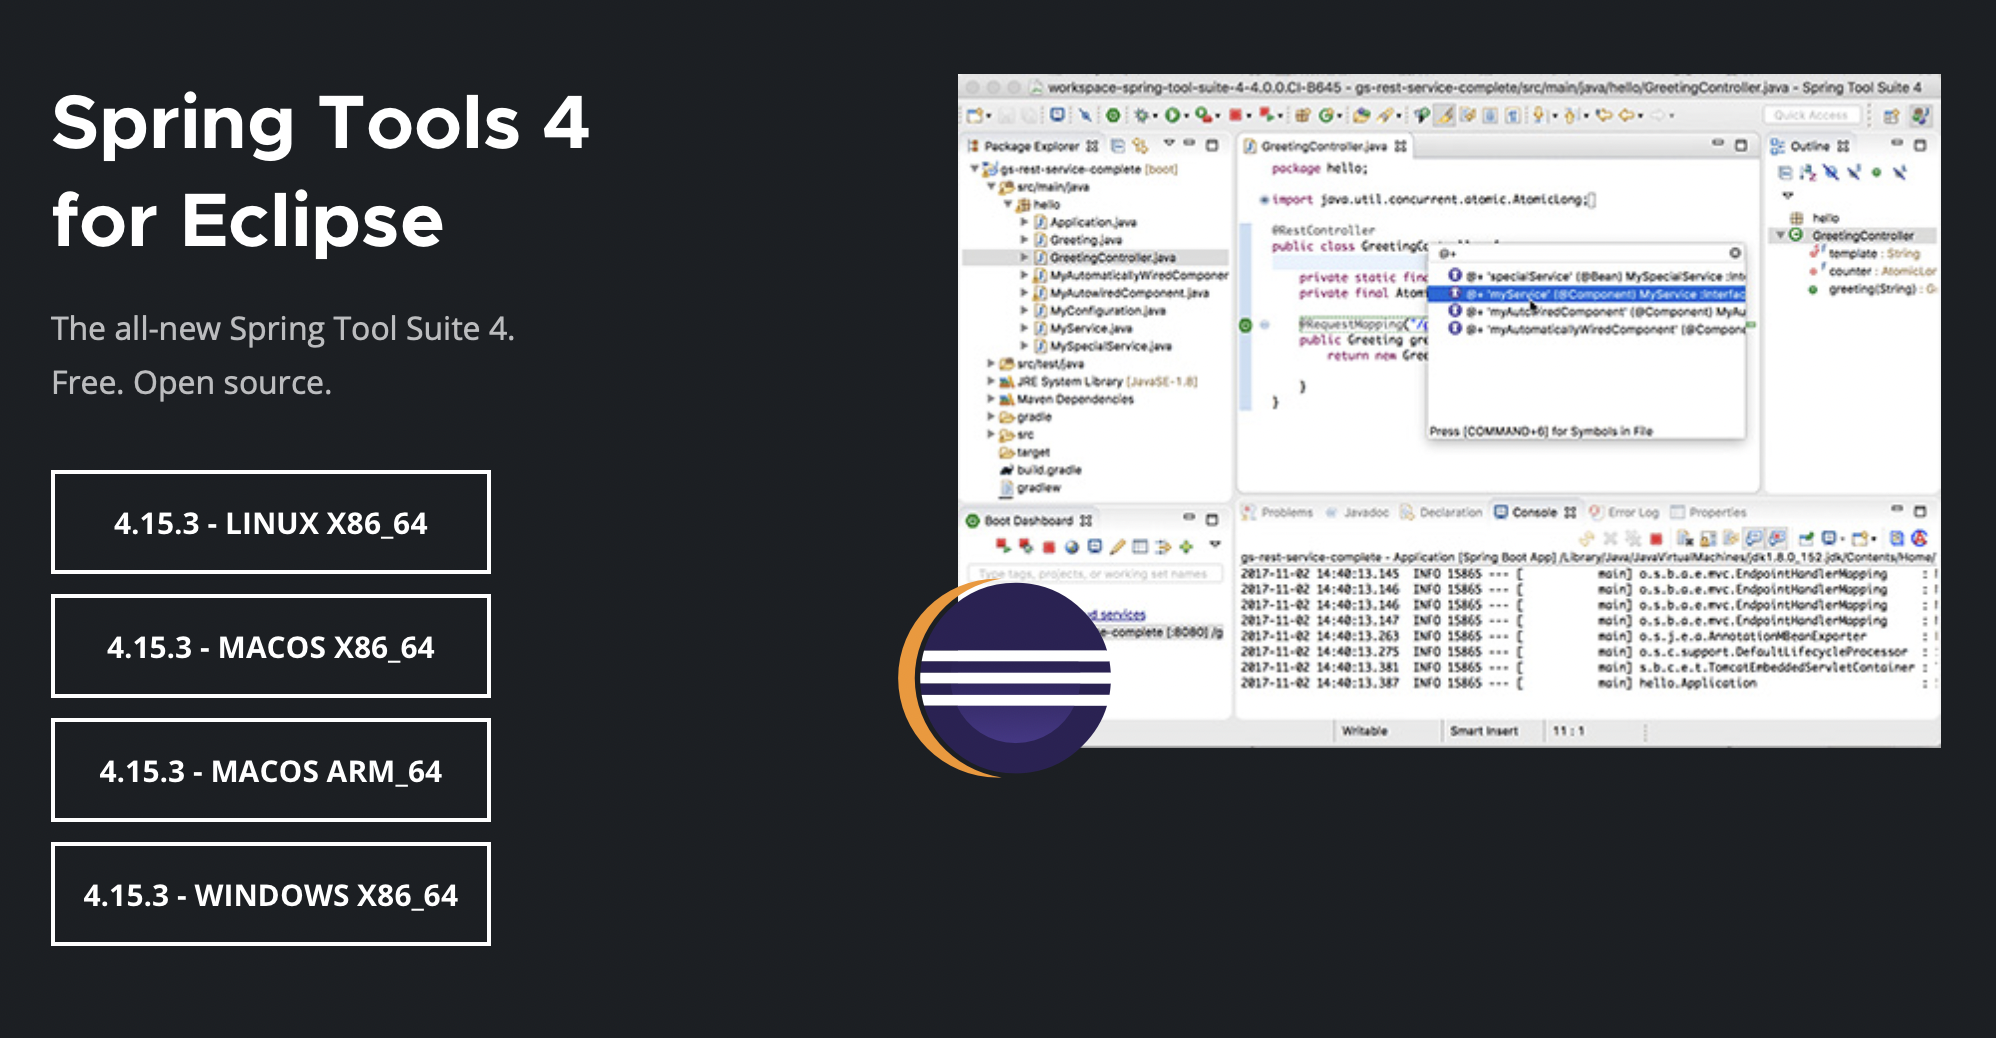 Spring Tools 4
for Eclipse
The all-new Spring Tool Suite 4.
Free. Open source.
4.15.3 - LINUX X86_64
4.15.3 - MACOS X86_64
4.15.3 - MACOS ARM_64
4.15.3 - WINDOWS X86_64
workspace-spring-tool-suite-4-4.0.0.CI-B645 - gs-rest-service-complete/src/main/java/hello/GreetingController.java - Spring Tool Suite 4
Quick Access
Package Explorer
gs-rest-service-complete [boot]
src/main/java
hello
Application.java
Greeting.java
GreetingController.java
MyAutomaticallyWiredComponer
MyAutowiredComponent.java
MyConfiguration.java
MyService.java
MySpecialService.java
src/test/java
JRE System Library [JavaSE-1.8]
Maven Dependencies
gradle
src
target
build.gradle
gradlew
GreetingController.java
package hello;
import java.util.concurrent.atomic.AtomicLong;
@RestController
public class GreetingC
private static fina
private final Atomi
@RequestMapping("/g
public Greeting gre
return new Gree
}
}
@+
@+ 'specialService' (@Bean) MySpecialService :Int
@+ 'myService' (@Component) MyService :Interfac
@+ 'myAutowiredComponent' (@Component) MyAu
@+ 'myAutomaticallyWiredComponent' (@Compone
Press [COMMAND+6] for Symbols in File
Outline
hello
GreetingController
template : String
counter : AtomicLor
greeting(String) : G
Boot Dashboard
Type tags, projects, or working set names
d services
e-complete [:8080] /g
Problems Javadoc Declaration Console Error Log Properties
gs-rest-service-complete - Application [Spring Boot App] /Library/Java/JavaVirtualMachines/jdk1.8.0_152.jdk/Contents/Home/
2017-11-02 14:40:13.145 INFO 15865 --- [ main] o.s.b.a.e.mvc.EndpointHandlerMapping :
2017-11-02 14:40:13.146 INFO 15865 --- [ main] o.s.b.a.e.mvc.EndpointHandlerMapping :
2017-11-02 14:40:13.146 INFO 15865 --- [ main] o.s.b.a.e.mvc.EndpointHandlerMapping :
2017-11-02 14:40:13.147 INFO 15865 --- [ main] o.s.b.a.e.mvc.EndpointHandlerMapping :
2017-11-02 14:40:13.263 INFO 15865 --- [ main] o.s.j.e.a.AnnotationMBeanExporter :
2017-11-02 14:40:13.275 INFO 15865 --- [ main] o.s.c.support.DefaultLifecycleProcessor :
2017-11-02 14:40:13.381 INFO 15865 --- [ main] s.b.c.e.t.TomcatEmbeddedServletContainer :
2017-11-02 14:40:13.387 INFO 15865 --- [ main] hello.Application :
Writable Smart Insert 11 : 1